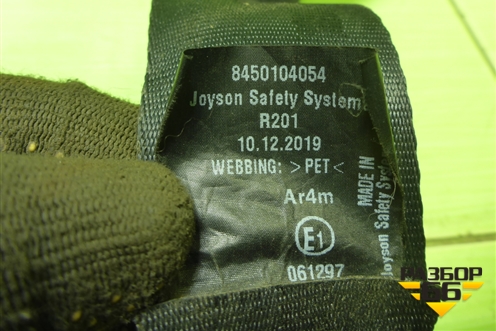 8450104054
Joyson Safety System
R201
10.12.2019
WEBBING: >PET<
Ar4m
E1
061297
MADE IN
Joyson Safety Syst
РАЗБОР
66